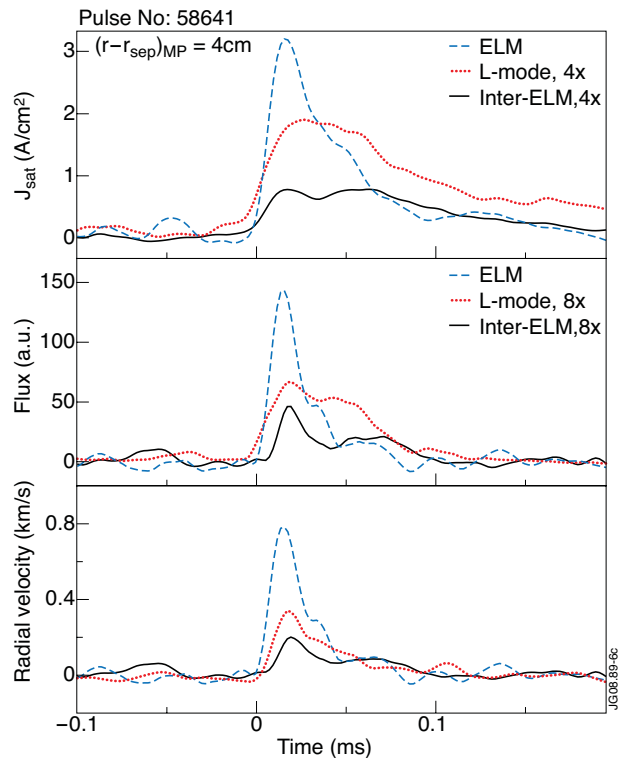 Pulse No: 58641
(r−r_sep)_MP = 4cm
ELM
L-mode, 4x
Inter-ELM,4x
3
2
1
0
J_sat (A/cm²)
ELM
L-mode, 8x
Inter-ELM,8x
150
100
50
0
Flux (a.u.)
0.8
0.4
0
Radial velocity (km/s)
−0.1
0
0.1
Time (ms)
JG08.89-6c